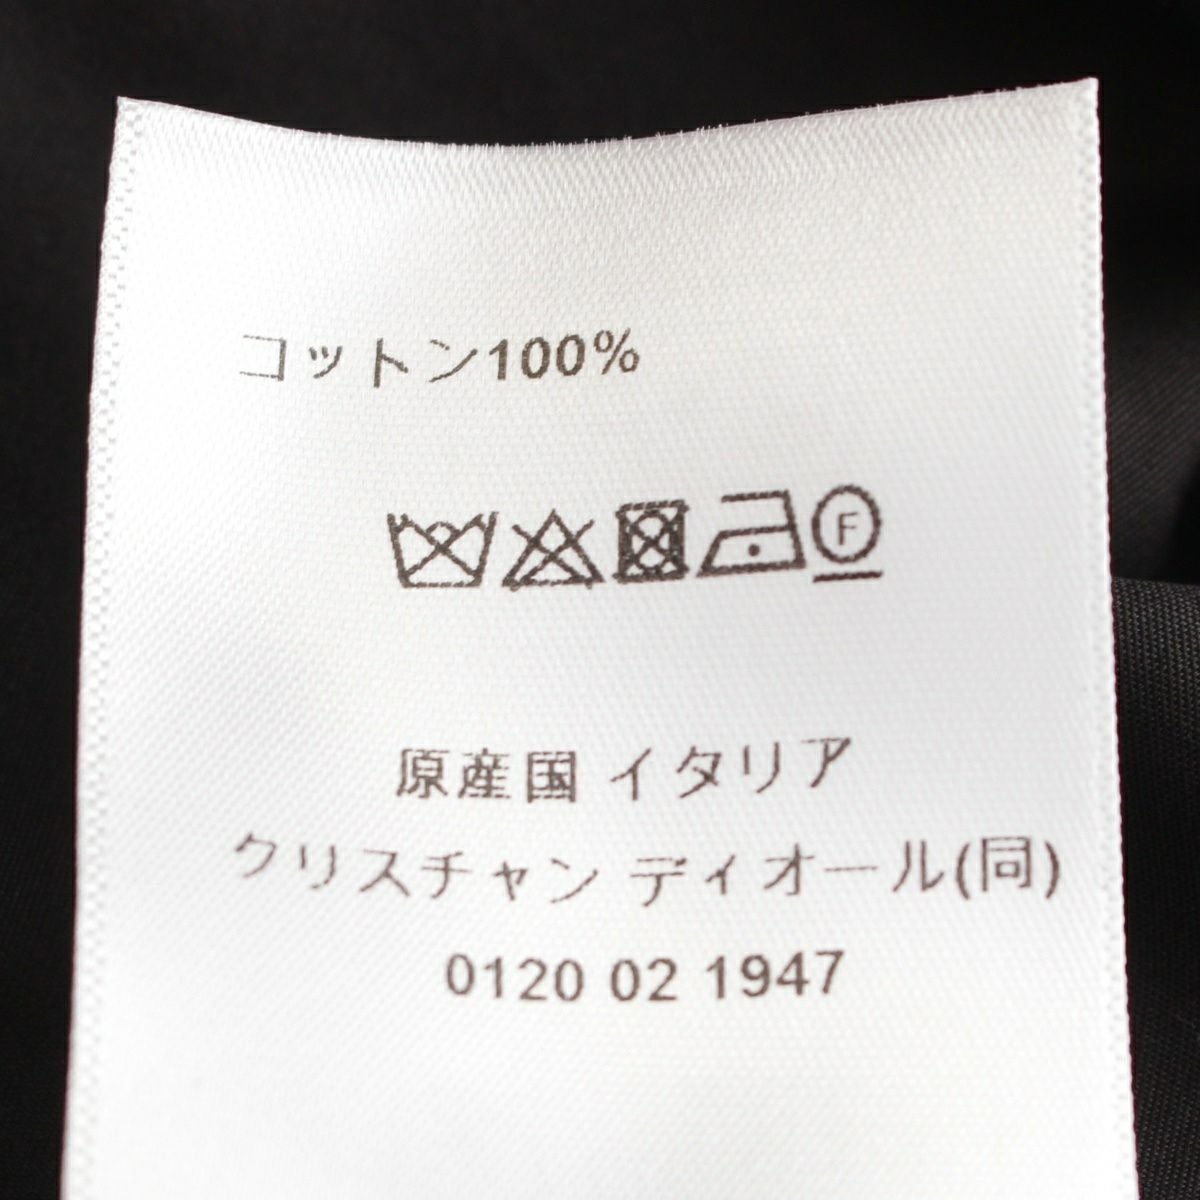 コットン100%
F
原産国 イタリア
クリスチャン ディオール(同)
0120 02 1947